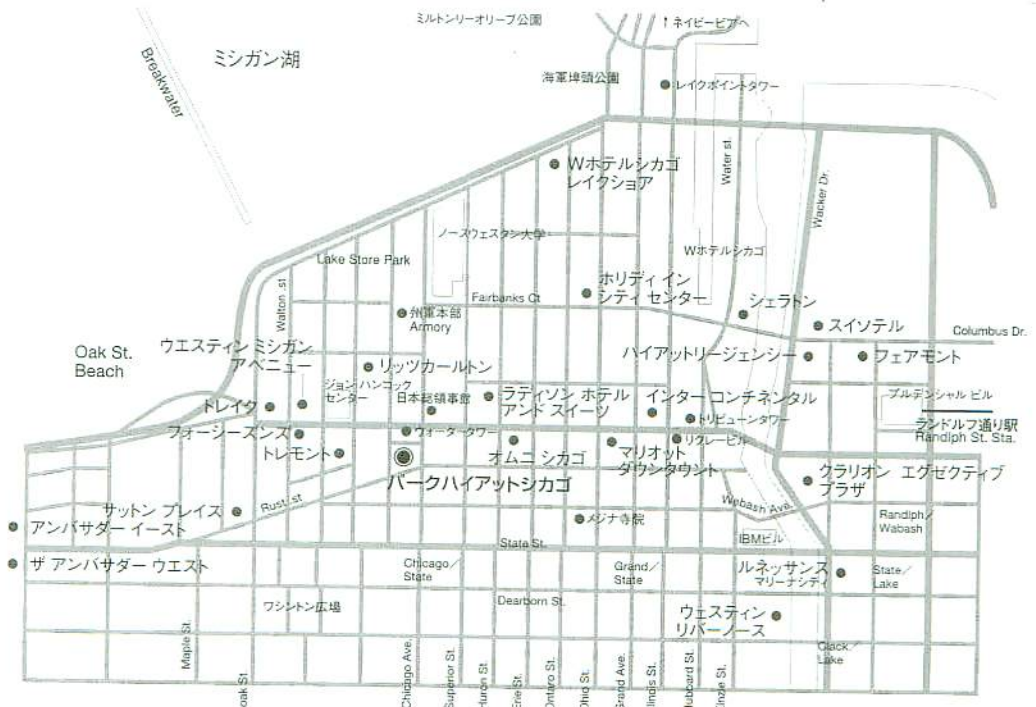 ミルトンリーオリーブ公園
↑ネイビーピアへ
ミシガン湖
Breakwater
海軍埠頭公園
レイクポイントタワー
Wホテルシカゴ
レイクショア
Water st.
Wacker Dr.
ノースウェスタン大学
Wホテルシカゴ
Lake Store Park
Walton .st
ホリディ イン
シティ センター
Fairbanks Ct
シェラトン
州軍本部
Armory
スイソテル
Columbus Dr.
Oak St.
Beach
ウエスティン ミシガン
アベニュー
リッツカールトン
ハイアットリージェンシー
フェアモント
ジョン ハンコック
センター
日本総領事館
ラディソン ホテル
アンド スイーツ
インター コンチネンタル
プルデンシャル ビル
ドレイク
トリビューンタワー
ランドルフ通り駅
Randlph St. Sta.
フォーシーズンズ
ウォータータワー
リグレービル
トレモント
オムニ シカゴ
マリオット
ダウンタウント
パークハイアットシカゴ
クラリオン エグゼクティブ
プラザ
サットン プレイス
Rust .st
Webash Ave.
アンバサダー イースト
メジナ寺院
Randlph/
Wabash
IBMビル
State St.
ザ アンバサダー ウエスト
Chicago/
State
Grand/
State
ルネッサンス
マリーナシティ
State/
Lake
ワシントン広場
Dearborn St.
ウェスティン
リバーノース
Clack/
Lake
Maple St.
oak St.
Chicago Ave.
Superior St.
Huron St.
Erie St.
Ontaro St.
Ohio St.
Grand Ave.
Illinois St.
Hubbard St.
Kinzie St.